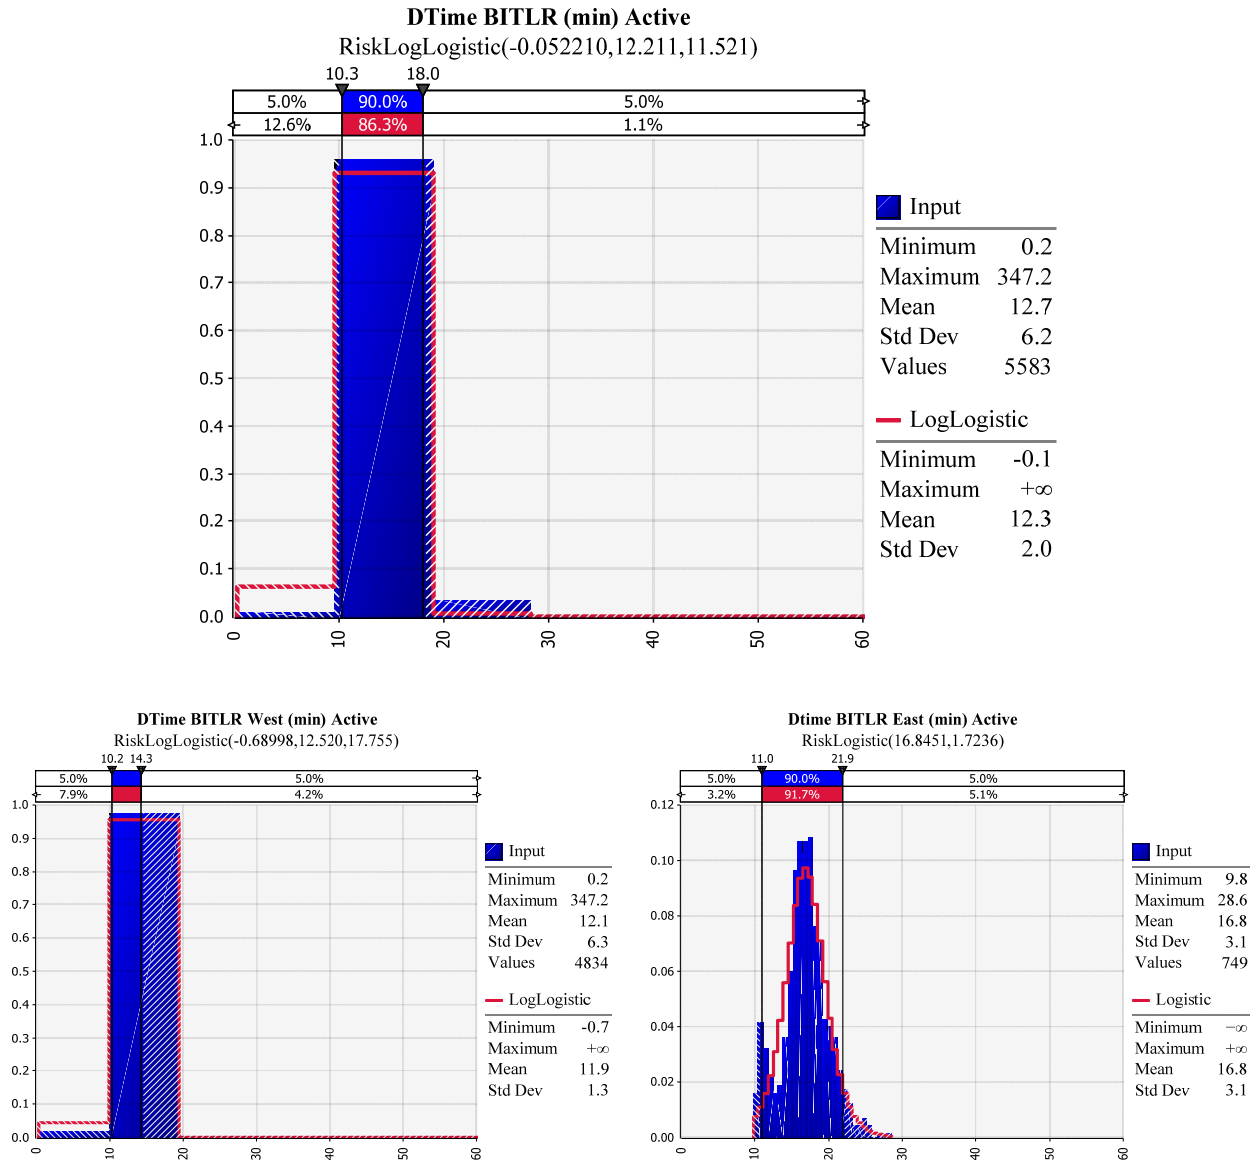 DTime BITLR (min) Active
RiskLogLogistic(-0.052210,12.211,11.521)
10.3 18.0
5.0% 90.0% 5.0%
12.6% 86.3% 1.1%
1.0
0.9
0.8
0.7
0.6
0.5
0.4
0.3
0.2
0.1
0.0
0 10 20 30 40 50 60
Input
Minimum 0.2
Maximum 347.2
Mean 12.7
Std Dev 6.2
Values 5583
LogLogistic
Minimum -0.1
Maximum +∞
Mean 12.3
Std Dev 2.0
DTime BITLR West (min) Active
RiskLogLogistic(-0.68998,12.520,17.755)
10.2 14.3
5.0% 5.0%
7.9% 4.2%
1.0
0.9
0.8
0.7
0.6
0.5
0.4
0.3
0.2
0.1
0.0
0 10 20 30 40 50 60
Input
Minimum 0.2
Maximum 347.2
Mean 12.1
Std Dev 6.3
Values 4834
LogLogistic
Minimum -0.7
Maximum +∞
Mean 11.9
Std Dev 1.3
Dtime BITLR East (min) Active
RiskLogistic(16.8451,1.7236)
11.0 21.9
5.0% 90.0% 5.0%
3.2% 91.7% 5.1%
0.12
0.10
0.08
0.06
0.04
0.02
0.00
0 10 20 30 40 50 60
Input
Minimum 9.8
Maximum 28.6
Mean 16.8
Std Dev 3.1
Values 749
Logistic
Minimum −∞
Maximum +∞
Mean 16.8
Std Dev 3.1